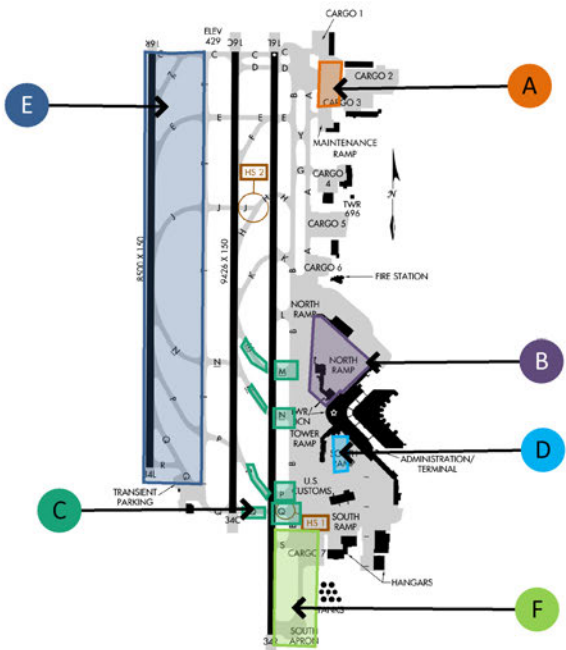 CARGO 1
ELEV
429
16R
16C
16L
C
C
C
C
D
D
CARGO 2
A
CARGO 3
B
A
E
E
E
E
E
F
Y
MAINTENANCE
RAMP
HS 2
G
CARGO
4
A
TWR
696
N
H
H
J
J
J
CARGO 5
H
8500 X 150
9426 X 150
K
K
A
B
CARGO 6
FIRE STATION
L
NORTH
RAMP
NORTH
RAMP
B
M
N
N
N
TOWER
RAMP
D
P
Q
P
B
ADMINISTRATION/
TERMINAL
R
Q
34L
U.S
CUSTOMS
TRANSIENT
PARKING
P
C
Q
Q
34C
HS 1
SOUTH
RAMP
S
CARGO 7
HANGARS
TANKS
F
SOUTH
APRON
34R